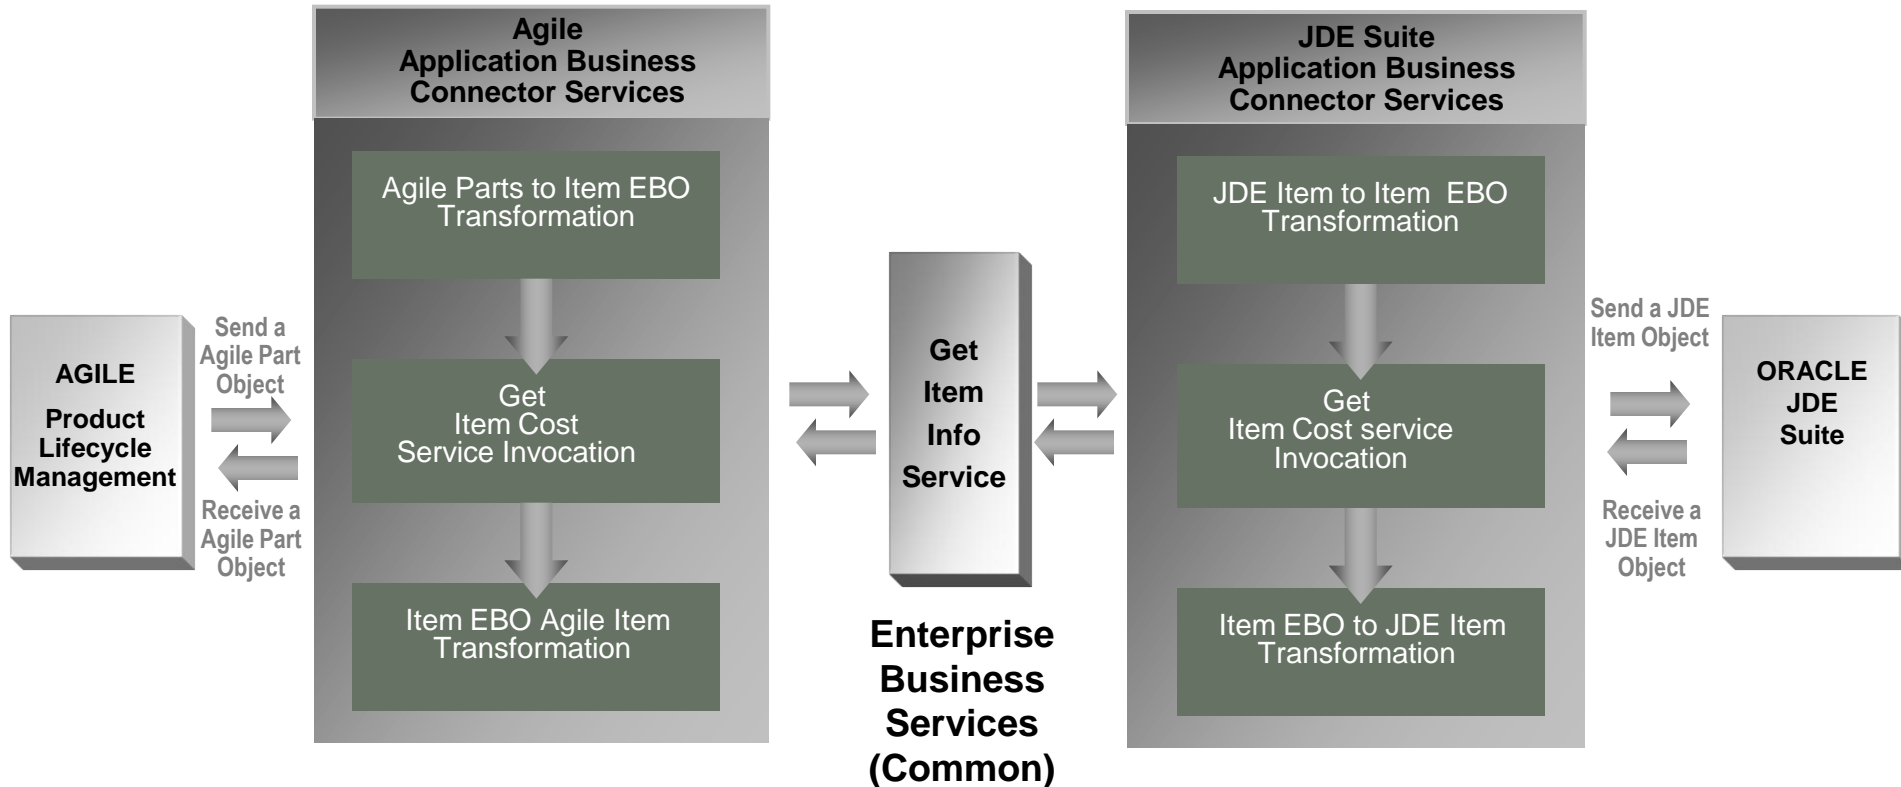 AGILE
Product
Lifecycle
Management
Send a
Agile Part
Object
Receive a
Agile Part
Object
Agile
Application Business
Connector Services
Agile Parts to Item EBO
Transformation
Get
Item Cost
Service Invocation
Item EBO Agile Item
Transformation
Get
Item
Info
Service
Enterprise
Business
Services
(Common)
JDE Suite
Application Business
Connector Services
JDE Item to Item EBO
Transformation
Get
Item Cost service
Invocation
Item EBO to JDE Item
Transformation
Send a JDE
Item Object
Receive a
JDE Item
Object
ORACLE
JDE
Suite